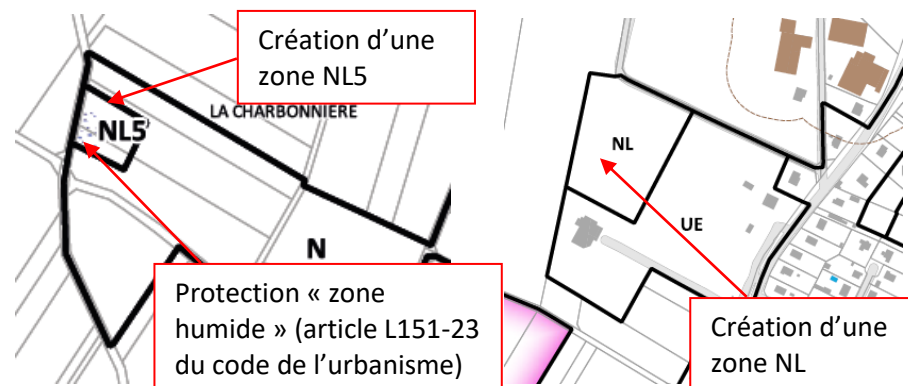 Création d’une
zone NL5
LA CHARBONNIERE
NL5
N
Protection « zone
humide » (article L151-23
du code de l’urbanisme)
NL
UE
Création d’une
zone NL